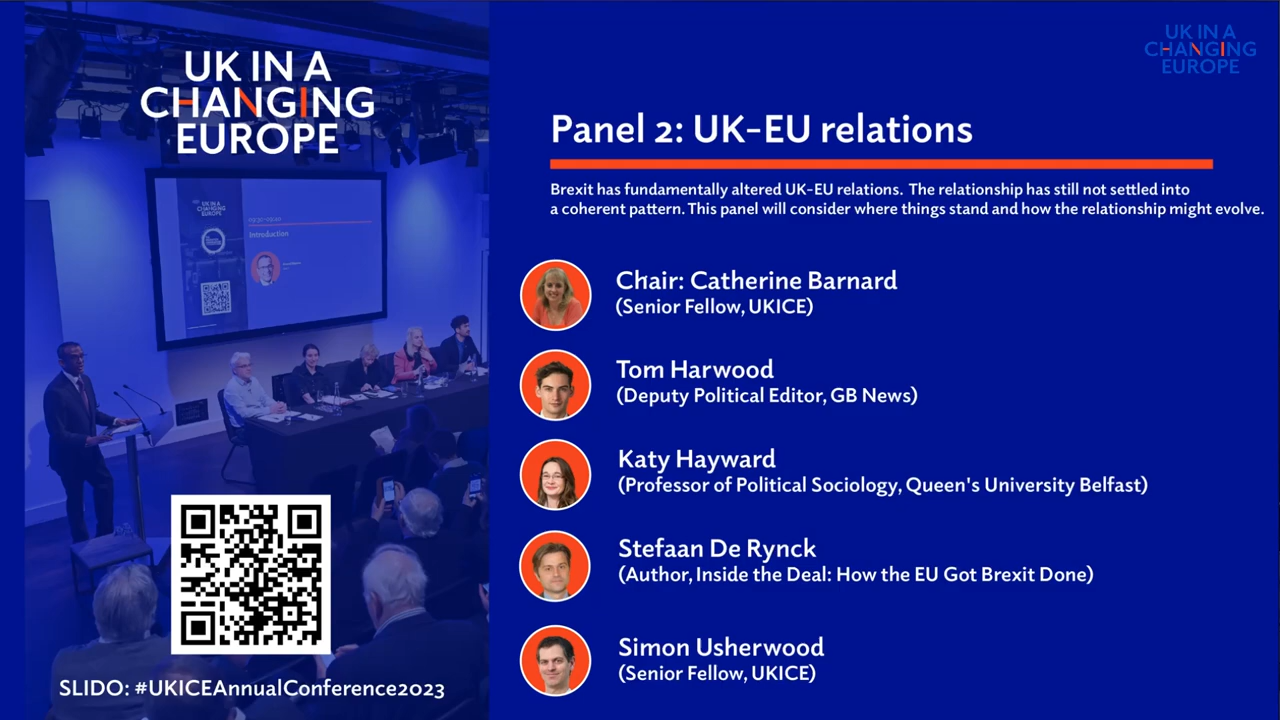 UK IN A
CHANGING
EUROPE
Introduction
SLIDO: #UKICEAnnualConference2023
UK IN A
CHANGING
EUROPE
Panel 2: UK-EU relations
Brexit has fundamentally altered UK-EU relations. The relationship has still not settled into
a coherent pattern. This panel will consider where things stand and how the relationship might evolve.
Chair: Catherine Barnard
(Senior Fellow, UKICE)
Tom Harwood
(Deputy Political Editor, GB News)
Katy Hayward
(Professor of Political Sociology, Queen's University Belfast)
Stefaan De Rynck
(Author, Inside the Deal: How the EU Got Brexit Done)
Simon Usherwood
(Senior Fellow, UKICE)